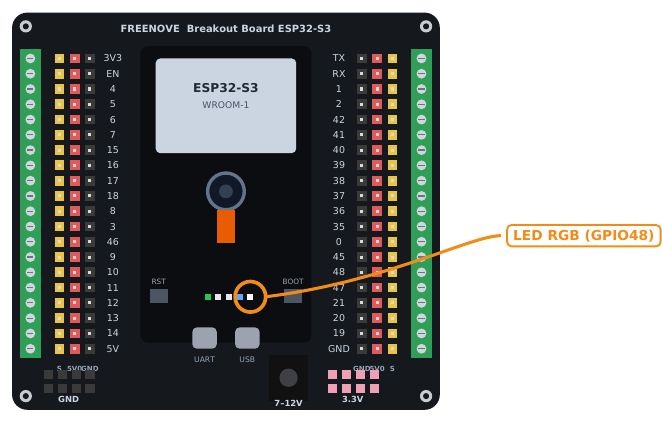 FREENOVE Breakout Board ESP32-S3
ESP32-S3
WROOM-1
3V3
EN
4
5
6
7
15
16
17
18
8
3
46
9
10
11
12
13
14
5V
TX
RX
1
2
42
41
40
39
38
37
36
35
0
45
48
47
21
20
19
GND
LED RGB (GPIO48)
RST
BOOT
UART
USB
S 5V0 GND
GND 5V0 S
GND
7–12V
3.3V